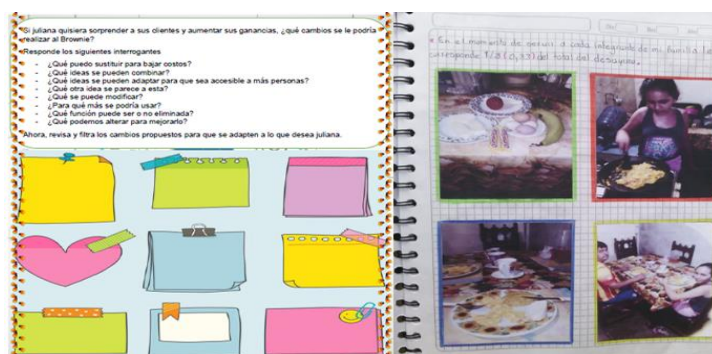 Si juliana quisiera sorprender a sus clientes y aumentar sus ganancias, ¿qué cambios se le podría
realizar al Brownie?
Responde los siguientes interrogantes
- ¿Qué puedo sustituir para bajar costos?
- ¿Qué ideas se pueden combinar?
- ¿Qué ideas se pueden adaptar para que sea accesible a más personas?
- ¿Qué otra idea se parece a esta?
- ¿Qué se puede modificar?
- ¿Para qué más se podría usar?
- ¿Qué función puede ser o no eliminada?
- ¿Qué podemos alterar para mejorarlo?
Ahora, revisa y filtra los cambios propuestos para que se adapten a lo que desea juliana.
* En el momento de servir a cada integrante de mi familia le
corresponde 1/3 (0,33) del total del desayuno.